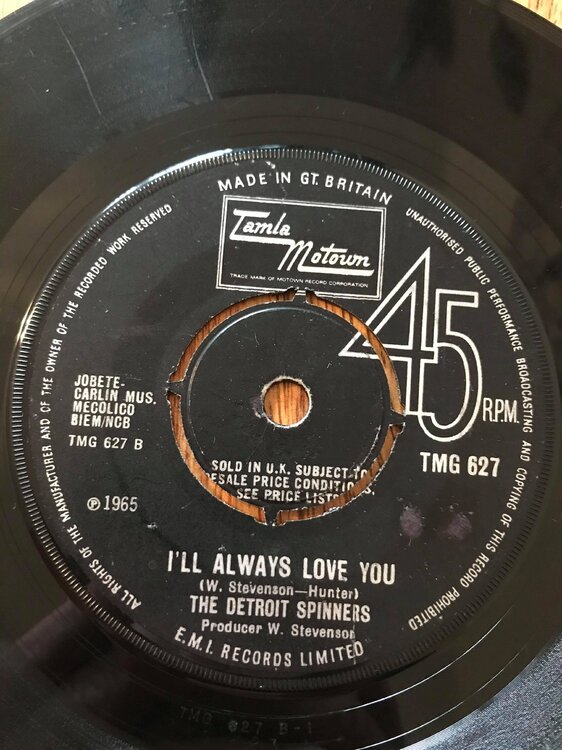 MADE IN GT. BRITAIN
Tamla
Motown
TRADE MARK OF MOTOWN RECORD CORPORATION
ALL RIGHTS OF THE MANUFACTURER AND OF THE OWNER OF THE RECORDED WORK RESERVED
UNAUTHORISED PUBLIC PERFORMANCE BROADCASTING AND COPYING OF THIS RECORD PROHIBITED
45
R.P.M.
JOBETE-
CARLIN MUS.
MECOLICO
BIEM/NCB
TMG 627 B
TMG 627
℗ 1965
SOLD IN U.K. SUBJECT TO
RESALE PRICE CONDITIONS,
SEE PRICE LISTS
I'LL ALWAYS LOVE YOU
(W. Stevenson—Hunter)
THE DETROIT SPINNERS
Producer W. Stevenson
E.M.I. RECORDS LIMITED
TMG 627 B-1